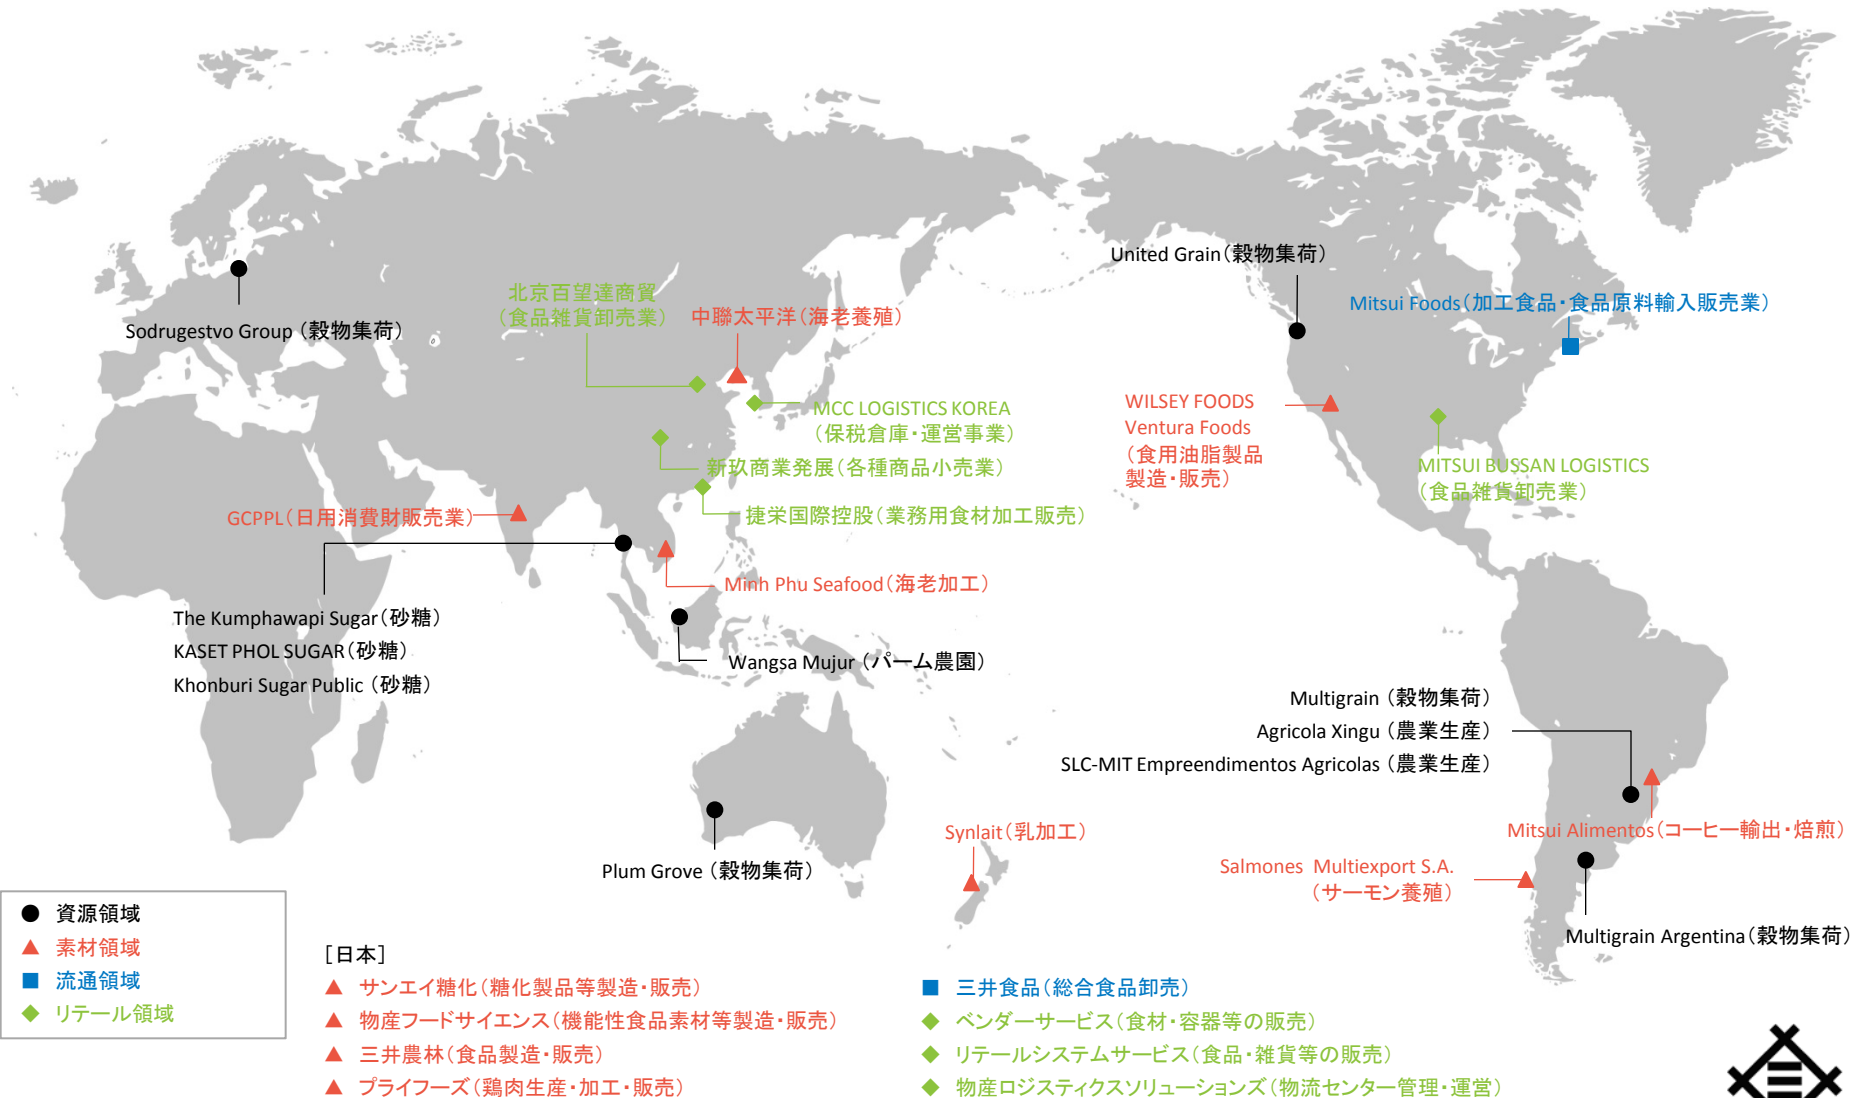 United Grain（穀物集荷）
北京百望達商貿
（食品雑貨卸売業）
Mitsui Foods（加工食品・食品原料輸入販売業）
中聯太平洋（海老養殖）
Sodrugestvo Group （穀物集荷）
MCC LOGISTICS KOREA
（保税倉庫・運営事業）
WILSEY FOODS
Ventura Foods
（食用油脂製品
製造・販売）
新玖商業発展（各種商品小売業）
MITSUI BUSSAN LOGISTICS
（食品雑貨卸売業）
GCPPL（日用消費財販売業）
捷栄国際控股（業務用食材加工販売）
Minh Phu Seafood（海老加工）
The Kumphawapi Sugar（砂糖）
KASET PHOL SUGAR（砂糖）
Khonburi Sugar Public （砂糖）
Wangsa Mujur （パーム農園）
Multigrain （穀物集荷）
Agricola Xingu （農業生産）
SLC-MIT Empreendimentos Agricolas （農業生産）
Synlait（乳加工）
Mitsui Alimentos（コーヒー輸出・焙煎）
Plum Grove （穀物集荷）
Salmones Multiexport S.A.
（サーモン養殖）
Multigrain Argentina（穀物集荷）
資源領域
素材領域
流通領域
リテール領域
［日本］
サンエイ糖化（糖化製品等製造・販売）
物産フードサイエンス（機能性食品素材等製造・販売）
三井農林（食品製造・販売）
プライフーズ（鶏肉生産・加工・販売）
三井食品（総合食品卸売）
ベンダーサービス（食材・容器等の販売）
リテールシステムサービス（食品・雑貨等の販売）
物産ロジスティクスソリューションズ（物流センター管理・運営）